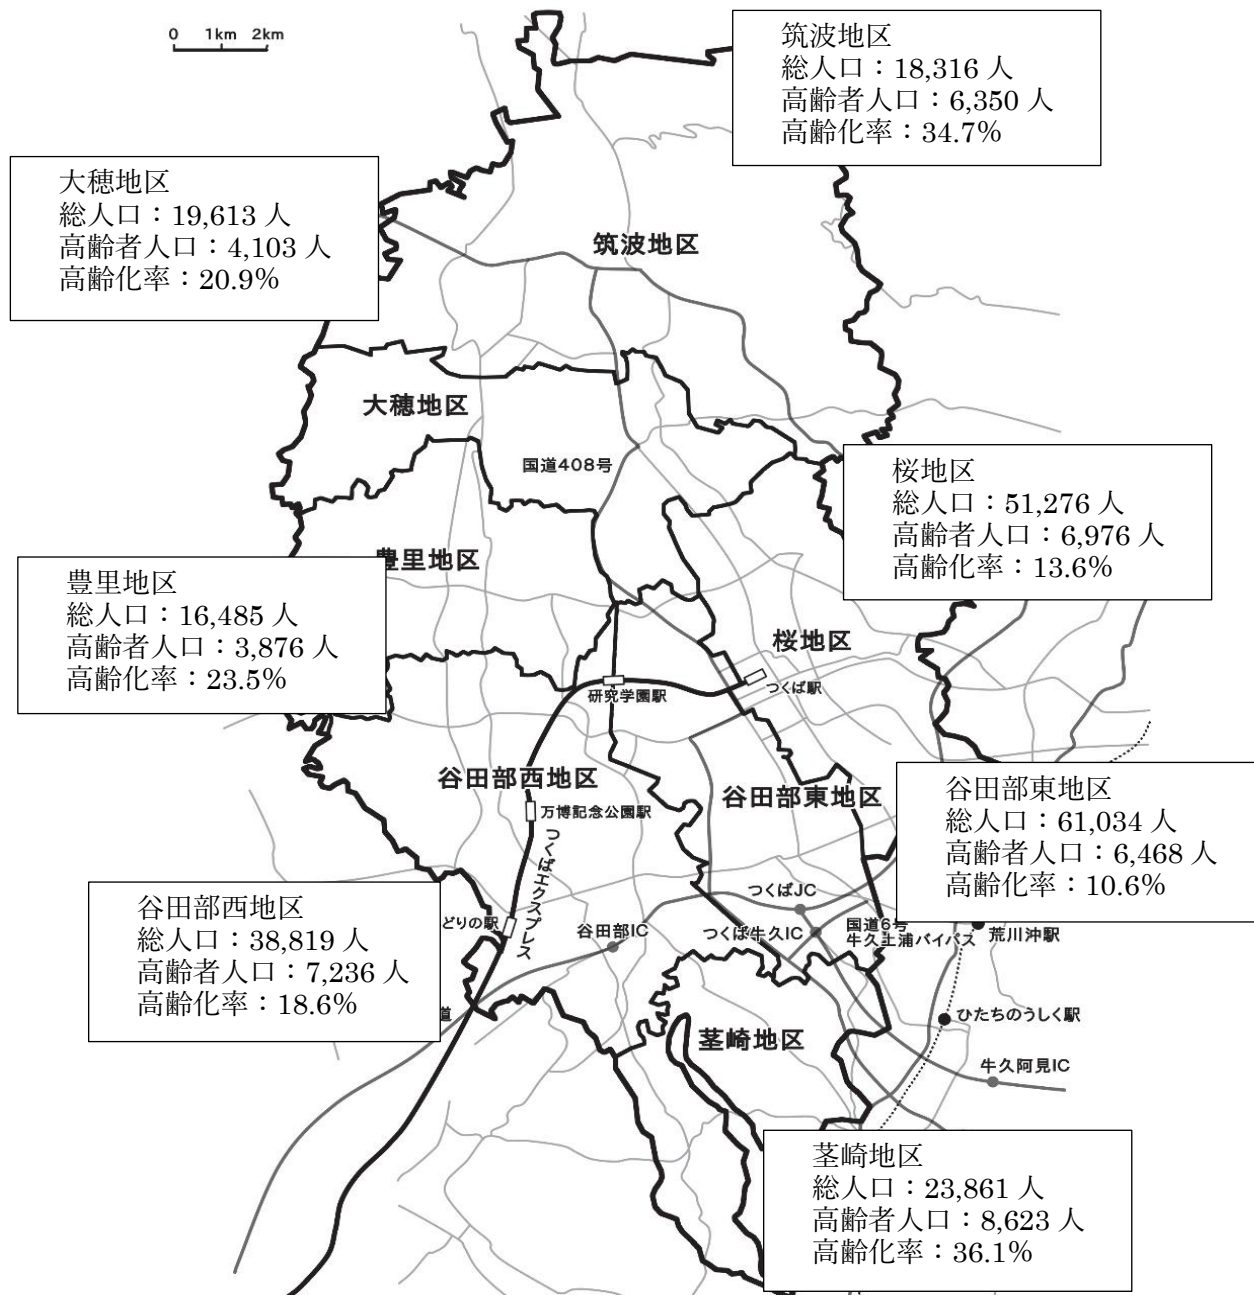 0 1km 2km
筑波地区
総人口：18,316 人
高齢者人口：6,350 人
高齢化率：34.7%
大穂地区
総人口：19,613 人
高齢者人口：4,103 人
高齢化率：20.9%
筑波地区
大穂地区
国道408号
桜地区
総人口：51,276 人
高齢者人口：6,976 人
高齢化率：13.6%
豊里地区
豊里地区
総人口：16,485 人
高齢者人口：3,876 人
高齢化率：23.5%
桜地区
つくば駅
研究学園駅
谷田部西地区
谷田部東地区
万博記念公園駅
つくばエクスプレス
谷田部東地区
総人口：61,034 人
高齢者人口：6,468 人
高齢化率：10.6%
谷田部西地区
総人口：38,819 人
高齢者人口：7,236 人
高齢化率：18.6%
どりの駅
谷田部IC
つくばJC
つくば牛久IC
国道6号
牛久土浦バイパス
荒川沖駅
道
ひたちのうしく駅
茎崎地区
牛久阿見IC
茎崎地区
総人口：23,861 人
高齢者人口：8,623 人
高齢化率：36.1%